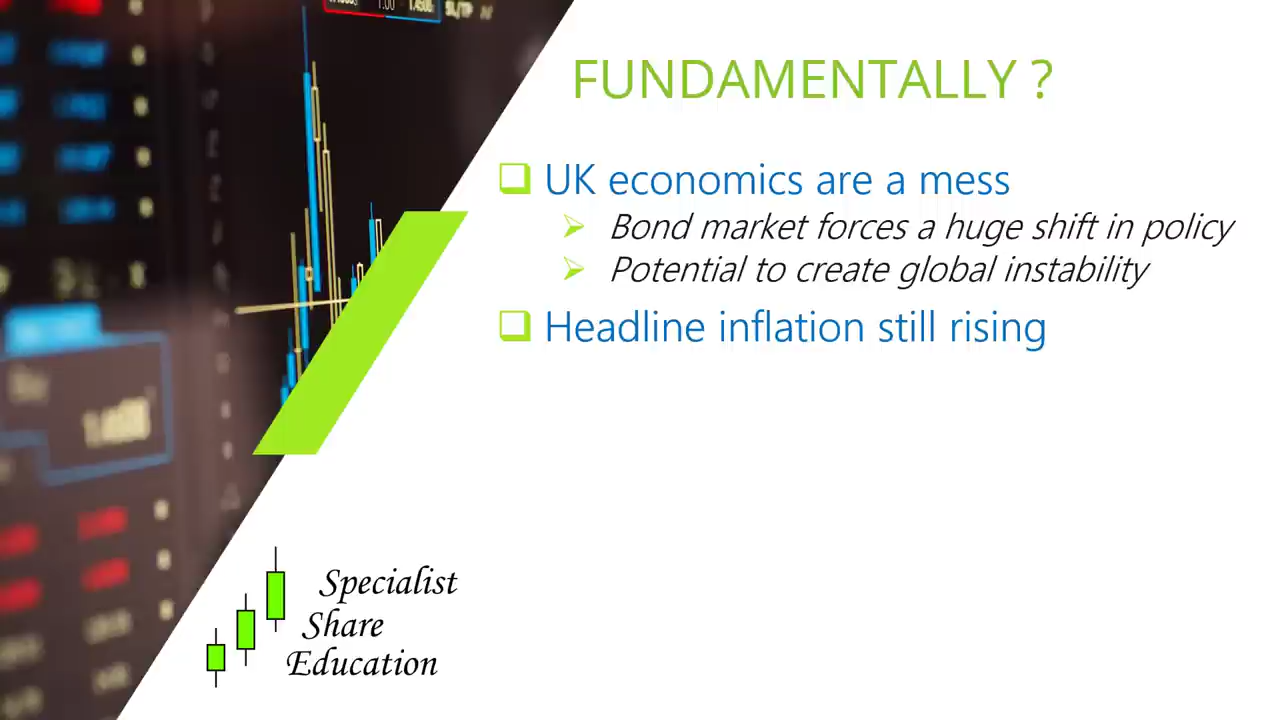 FUNDAMENTALLY ?
UK economics are a mess
Bond market forces a huge shift in policy
Potential to create global instability
Headline inflation still rising
Specialist
Share
Education